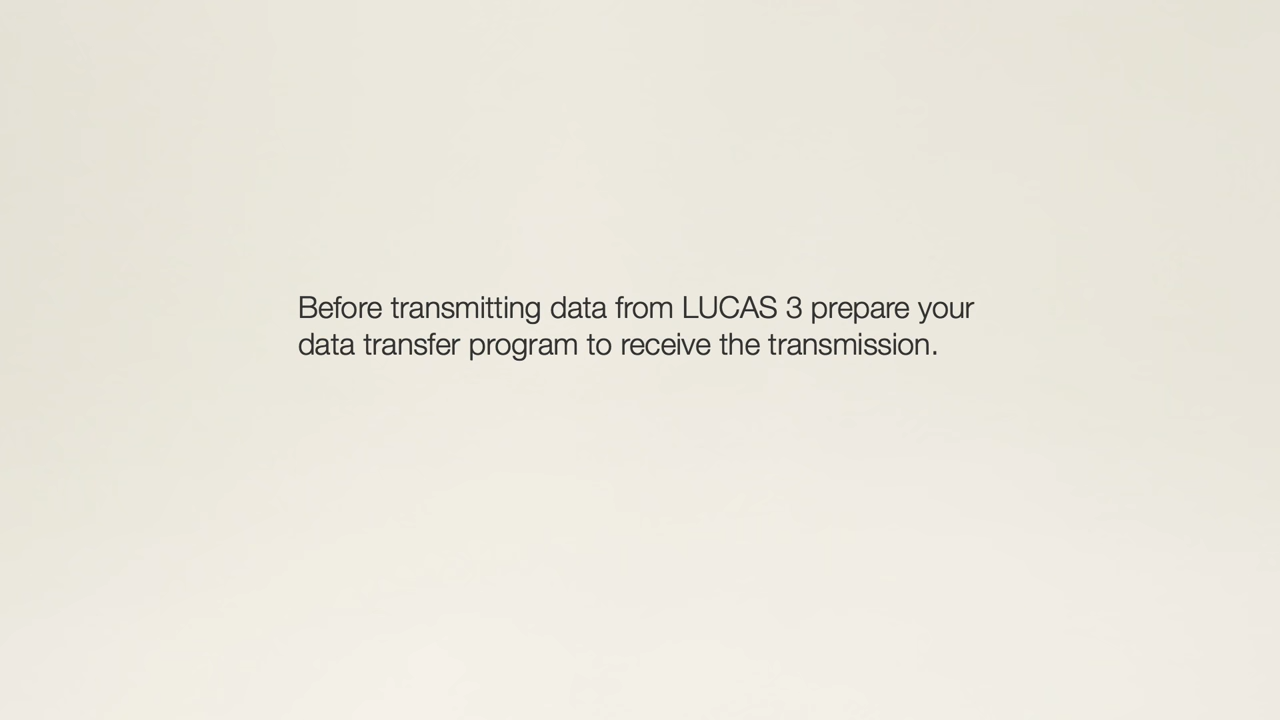 Before transmitting data from LUCAS 3 prepare your
data transfer program to receive the transmission.